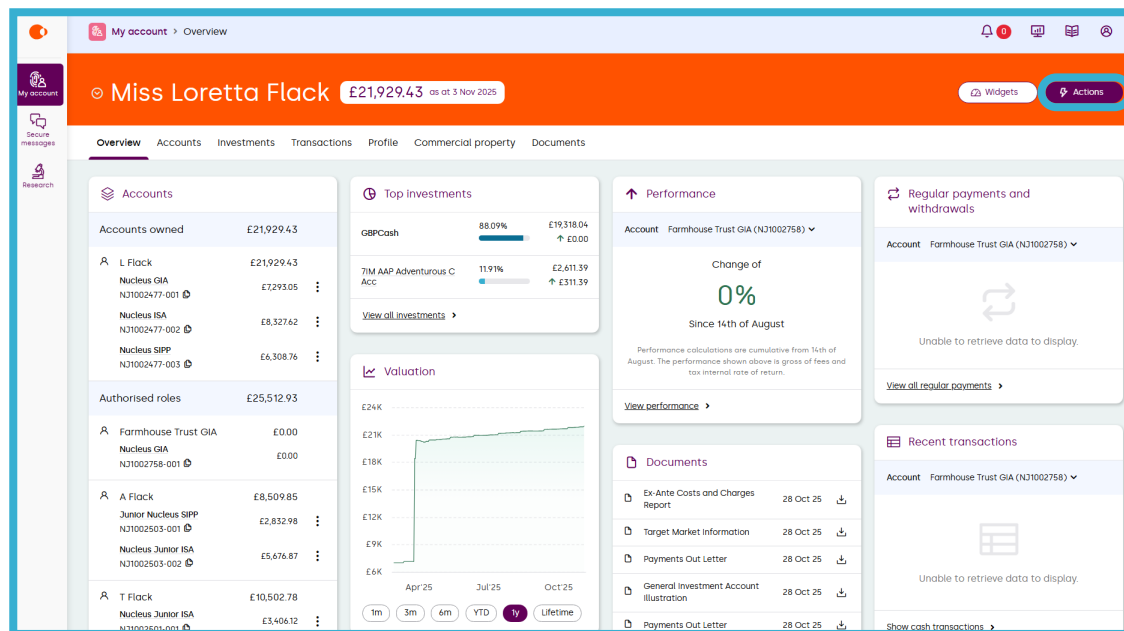 My account > Overview
0
My account
Secure
messages
Research
Miss Loretta Flack £21,929.43 as at 3 Nov 2025
Widgets
Actions
Overview Accounts Investments Transactions Profile Commercial property Documents
Accounts
Accounts owned £21,929.43
L Flack £21,929.43
Nucleus GIA
NJ1002477-001 £7,293.05
Nucleus ISA
NJ1002477-002 £8,327.62
Nucleus SIPP
NJ1002477-003 £6,308.76
Authorised roles £25,512.93
Farmhouse Trust GIA £0.00
Nucleus GIA
NJ1002758-001 £0.00
A Flack £8,509.85
Junior Nucleus SIPP
NJ1002503-001 £2,832.98
Nucleus Junior ISA
NJ1002503-002 £5,676.87
T Flack £10,502.78
Nucleus Junior ISA
NJ1002501-001 £3,406.12
Top investments
GBPCash 88.09% £19,318.04
£0.00
7IM AAP Adventurous C
Acc 11.91% £2,611.39
£311.39
View all investments >
Valuation
£24K
£21K
£18K
£15K
£12K
£9K
£6K
Apr'25 Jul'25 Oct'25
1m 3m 6m YTD 1y Lifetime
Performance
Account Farmhouse Trust GIA (NJ1002758)
Change of
0%
Since 14th of August
Performance calculations are cumulative from 14th of
August. The performance shown above is gross of fees and
tax internal rate of return.
View performance >
Documents
Ex-Ante Costs and Charges
Report 28 Oct 25
Target Market Information 28 Oct 25
Payments Out Letter 28 Oct 25
General Investment Account
Illustration 28 Oct 25
Payments Out Letter 28 Oct 25
Regular payments and
withdrawals
Account Farmhouse Trust GIA (NJ1002758)
Unable to retrieve data to display.
View all regular payments >
Recent transactions
Account Farmhouse Trust GIA (NJ1002758)
Unable to retrieve data to display.
Show cash transactions >